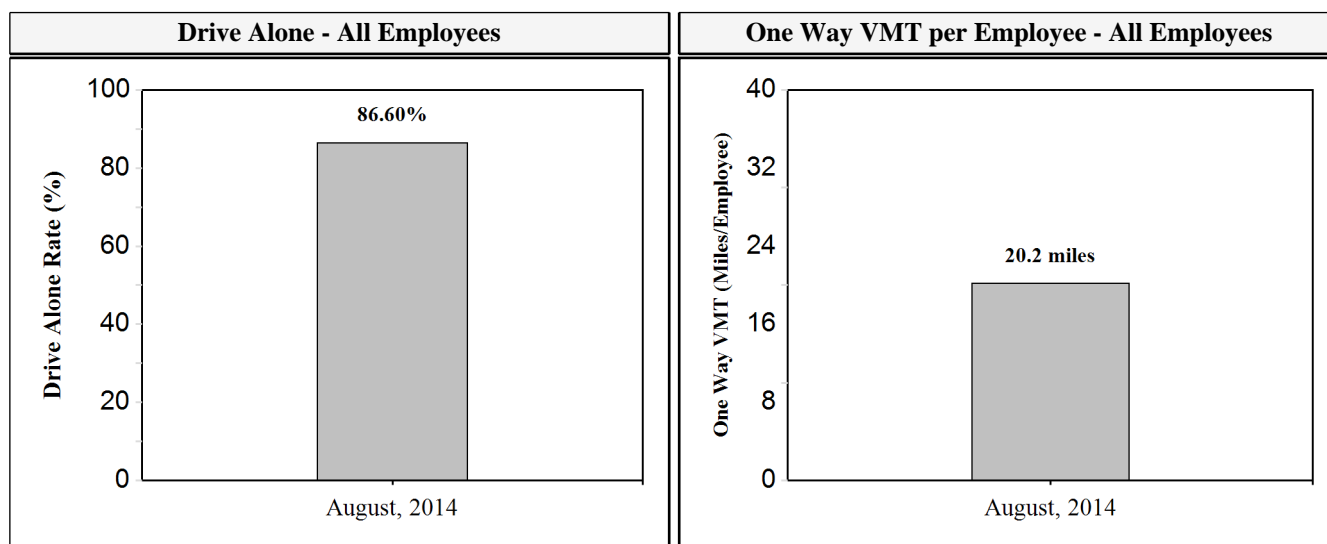 Drive Alone - All Employees
One Way VMT per Employee - All Employees
Drive Alone Rate (%)
100
80
60
40
20
0
86.60%
August, 2014
One Way VMT (Miles/Employee)
40
32
24
16
8
0
20.2 miles
August, 2014